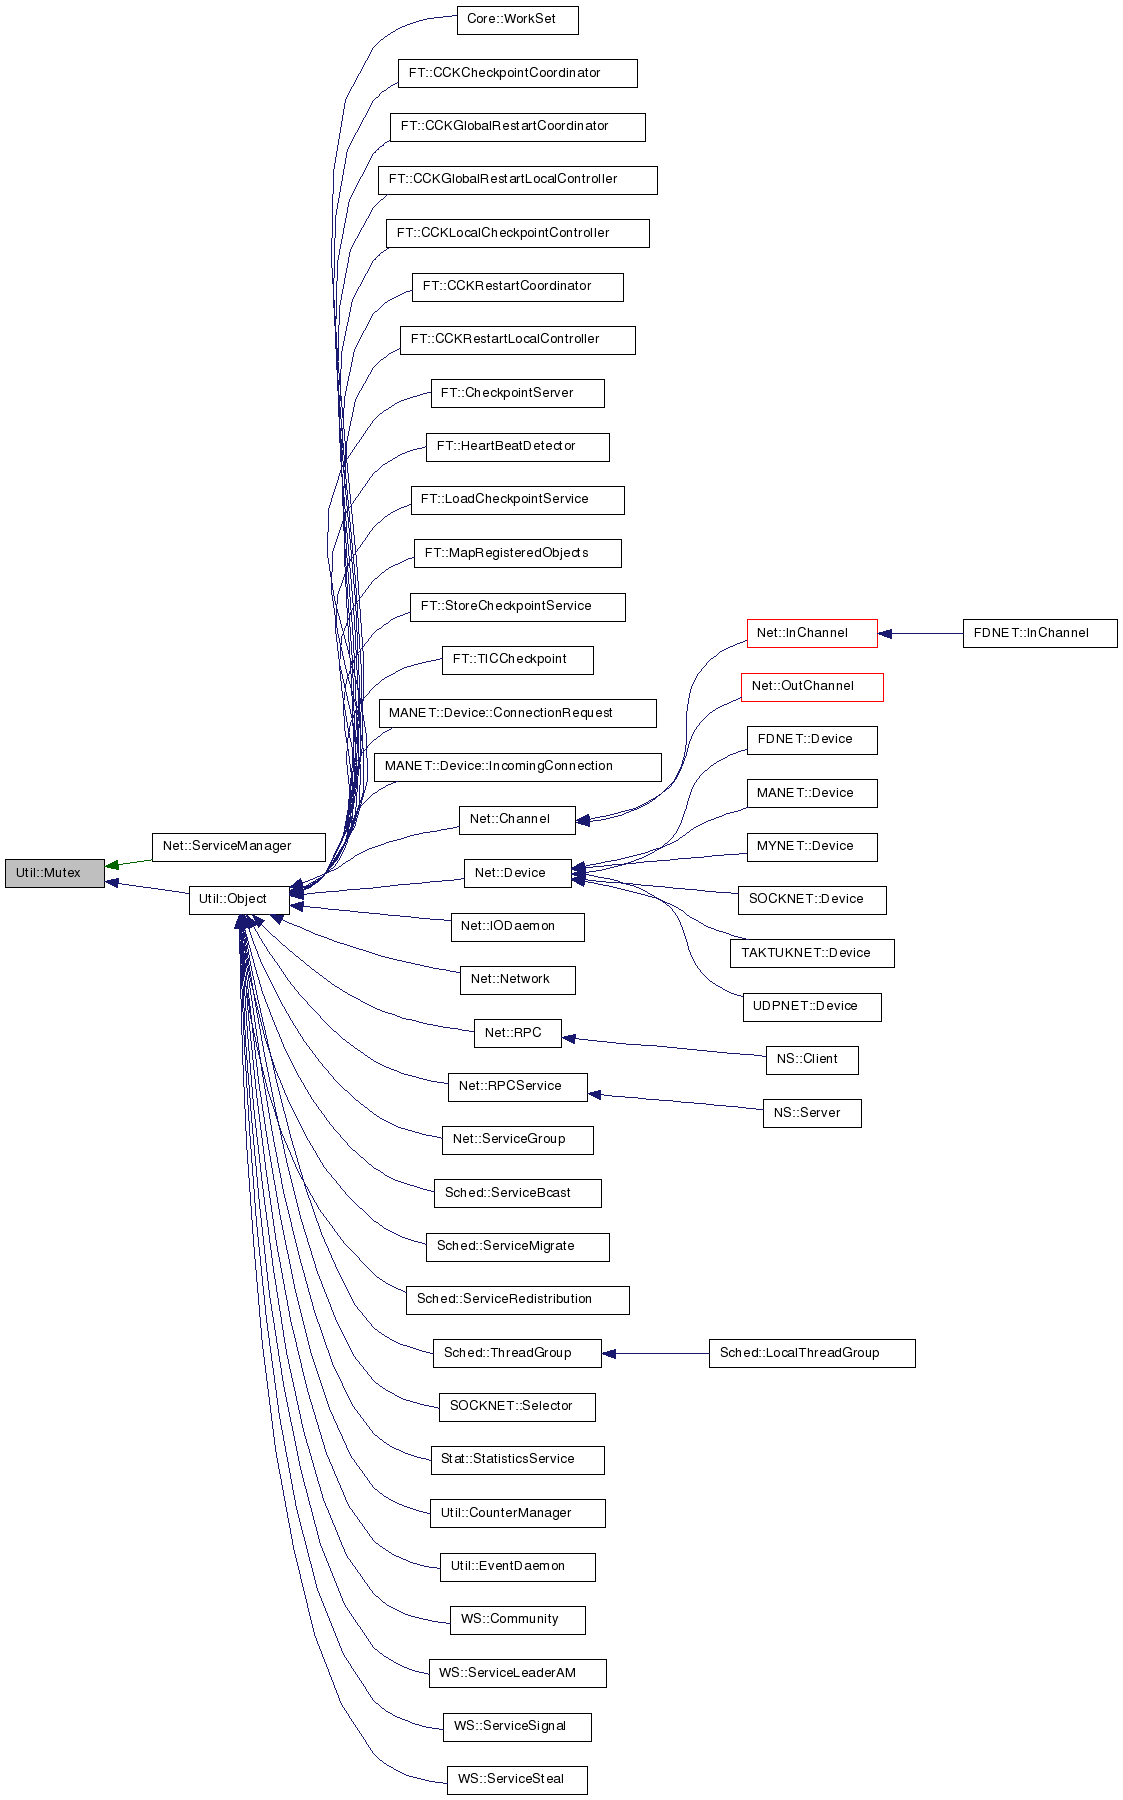 Core::WorkSet
FT::CCKCheckpointCoordinator
FT::CCKGlobalRestartCoordinator
FT::CCKGlobalRestartLocalController
FT::CCKLocalCheckpointController
FT::CCKRestartCoordinator
FT::CCKRestartLocalController
FT::CheckpointServer
FT::HeartBeatDetector
FT::LoadCheckpointService
FT::MapRegisteredObjects
FT::StoreCheckpointService
Net::InChannel
FDNET::InChannel
FT::TICCheckpoint
Net::OutChannel
MANET::Device::ConnectionRequest
FDNET::Device
MANET::Device::IncomingConnection
MANET::Device
Net::Channel
Net::ServiceManager
MYNET::Device
Util::Mutex
Net::Device
Util::Object
SOCKNET::Device
Net::IODaemon
TAKTUKNET::Device
Net::Network
UDPNET::Device
Net::RPC
NS::Client
Net::RPCService
NS::Server
Net::ServiceGroup
Sched::ServiceBcast
Sched::ServiceMigrate
Sched::ServiceRedistribution
Sched::ThreadGroup
Sched::LocalThreadGroup
SOCKNET::Selector
Stat::StatisticsService
Util::CounterManager
Util::EventDaemon
WS::Community
WS::ServiceLeaderAM
WS::ServiceSignal
WS::ServiceSteal